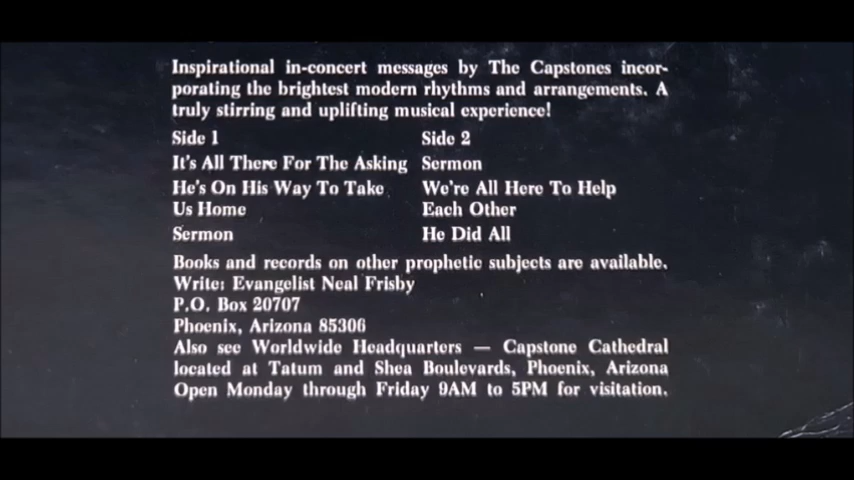 Inspirational in-concert messages by The Capstones incor-
porating the brightest modern rhythms and arrangements. A
truly stirring and uplifting musical experience!
Side 1
It's All There For The Asking
He's On His Way To Take
Us Home
Sermon
Side 2
Sermon
We're All Here To Help
Each Other
He Did All
Books and records on other prophetic subjects are available.
Write: Evangelist Neal Frisby
P.O. Box 20707
Phoenix, Arizona 85306
Also see Worldwide Headquarters — Capstone Cathedral
located at Tatum and Shea Boulevards, Phoenix, Arizona
Open Monday through Friday 9AM to 5PM for visitation.